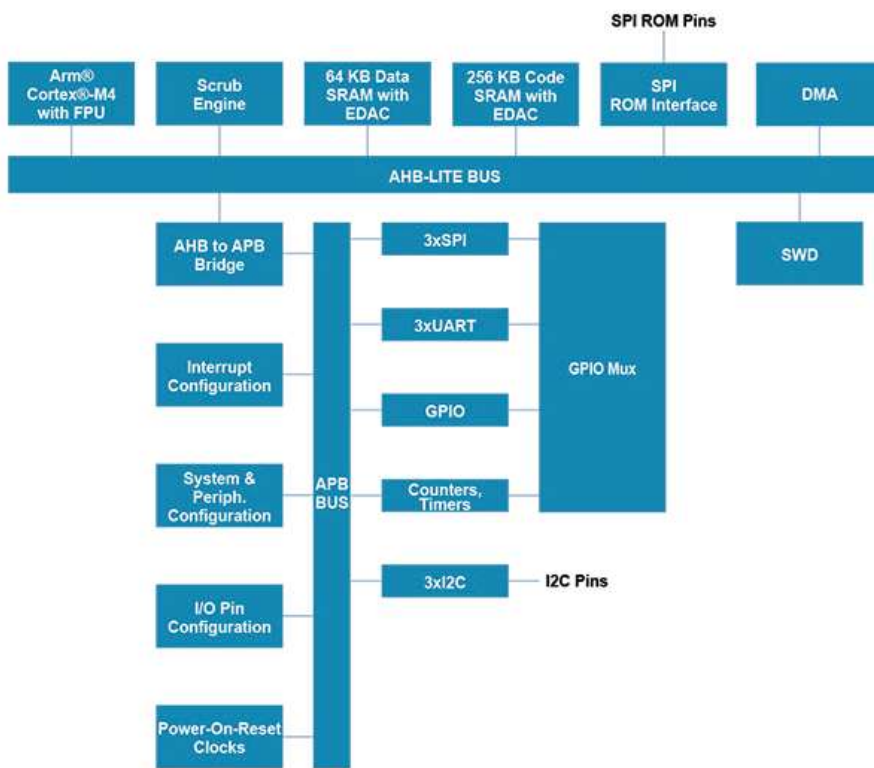 SPI ROM Pins
Arm®
Cortex®-M4
with FPU
Scrub
Engine
64 KB Data
SRAM with
EDAC
256 KB Code
SRAM with
EDAC
SPI
ROM Interface
DMA
AHB-LITE BUS
AHB to APB
Bridge
3xSPI
SWD
3xUART
Interrupt
Configuration
GPIO Mux
GPIO
System &
Periph.
Configuration
APB
BUS
Counters,
Timers
3xI2C
I2C Pins
I/O Pin
Configuration
Power-On-Reset
Clocks